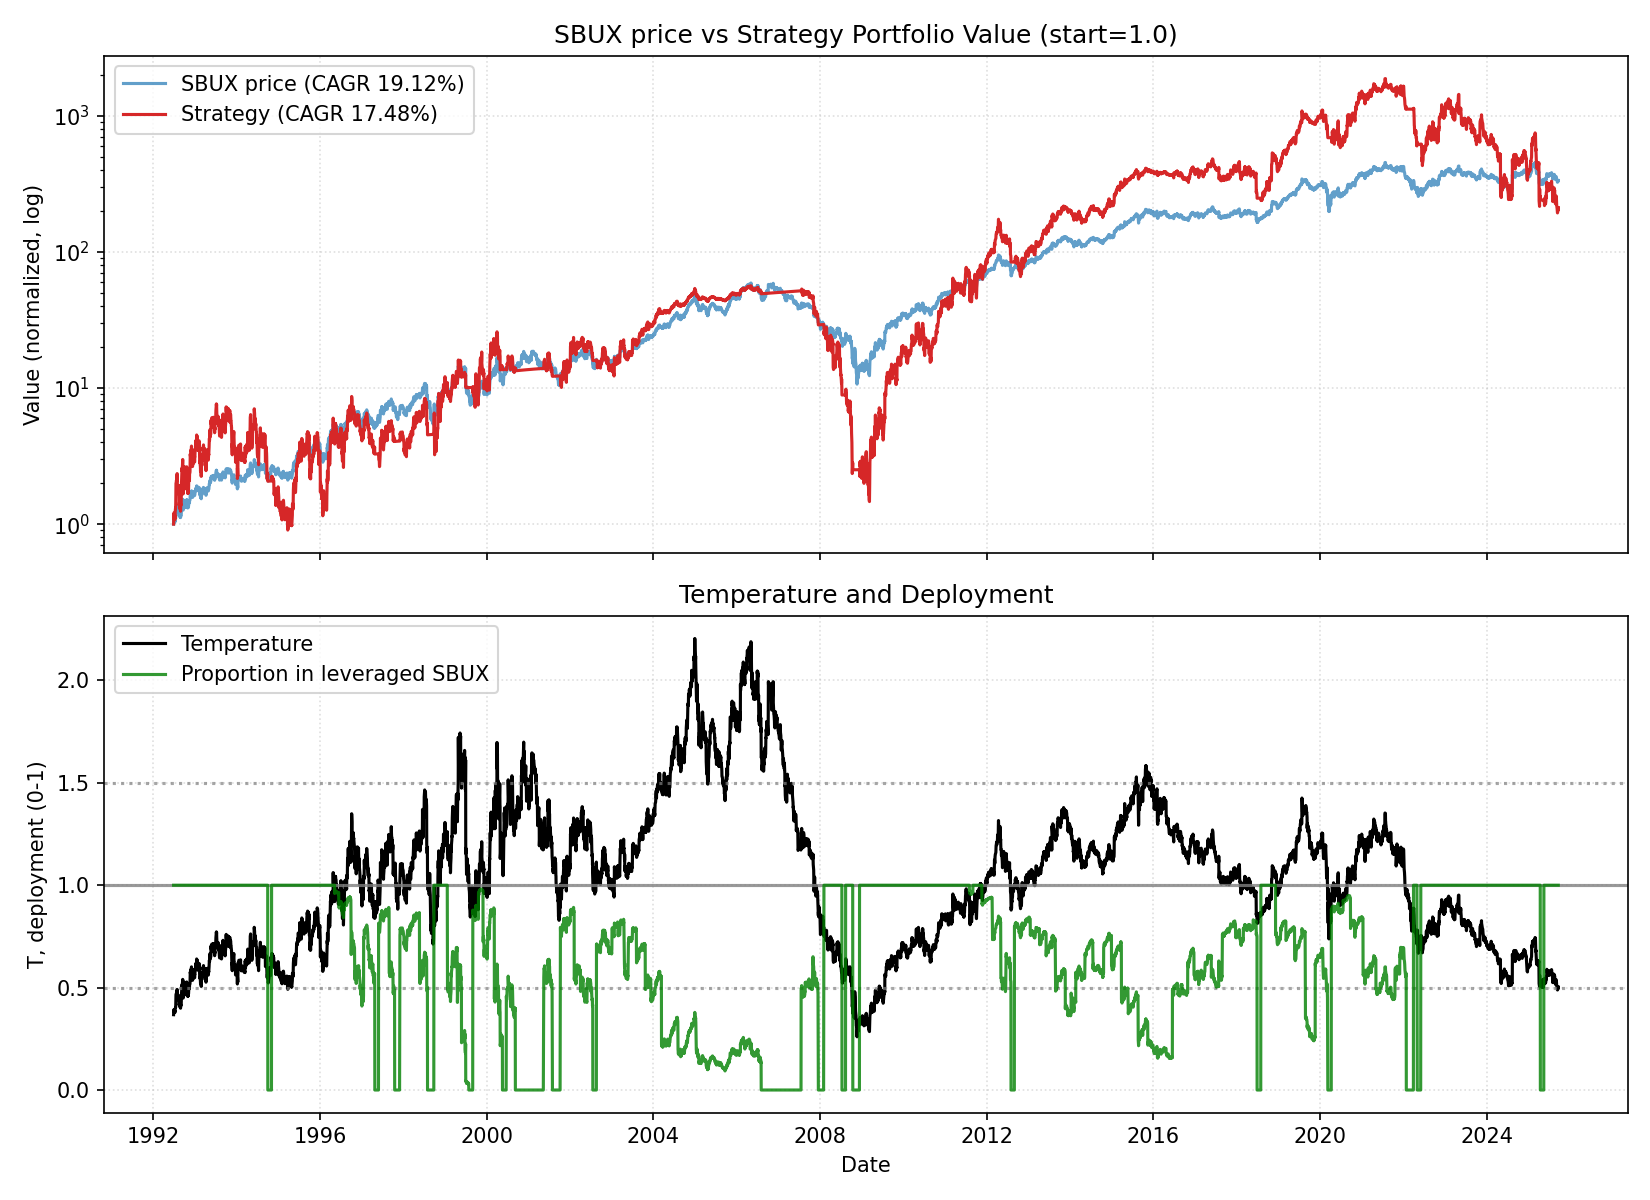 SBUX price vs Strategy Portfolio Value (start=1.0)
SBUX price (CAGR 19.12%)
Strategy (CAGR 17.48%)
Value (normalized, log)
10³
10²
10¹
10⁰
Temperature and Deployment
Temperature
Proportion in leveraged SBUX
T, deployment (0-1)
2.0
1.5
1.0
0.5
0.0
1992 1996 2000 2004 2008 2012 2016 2020 2024
Date